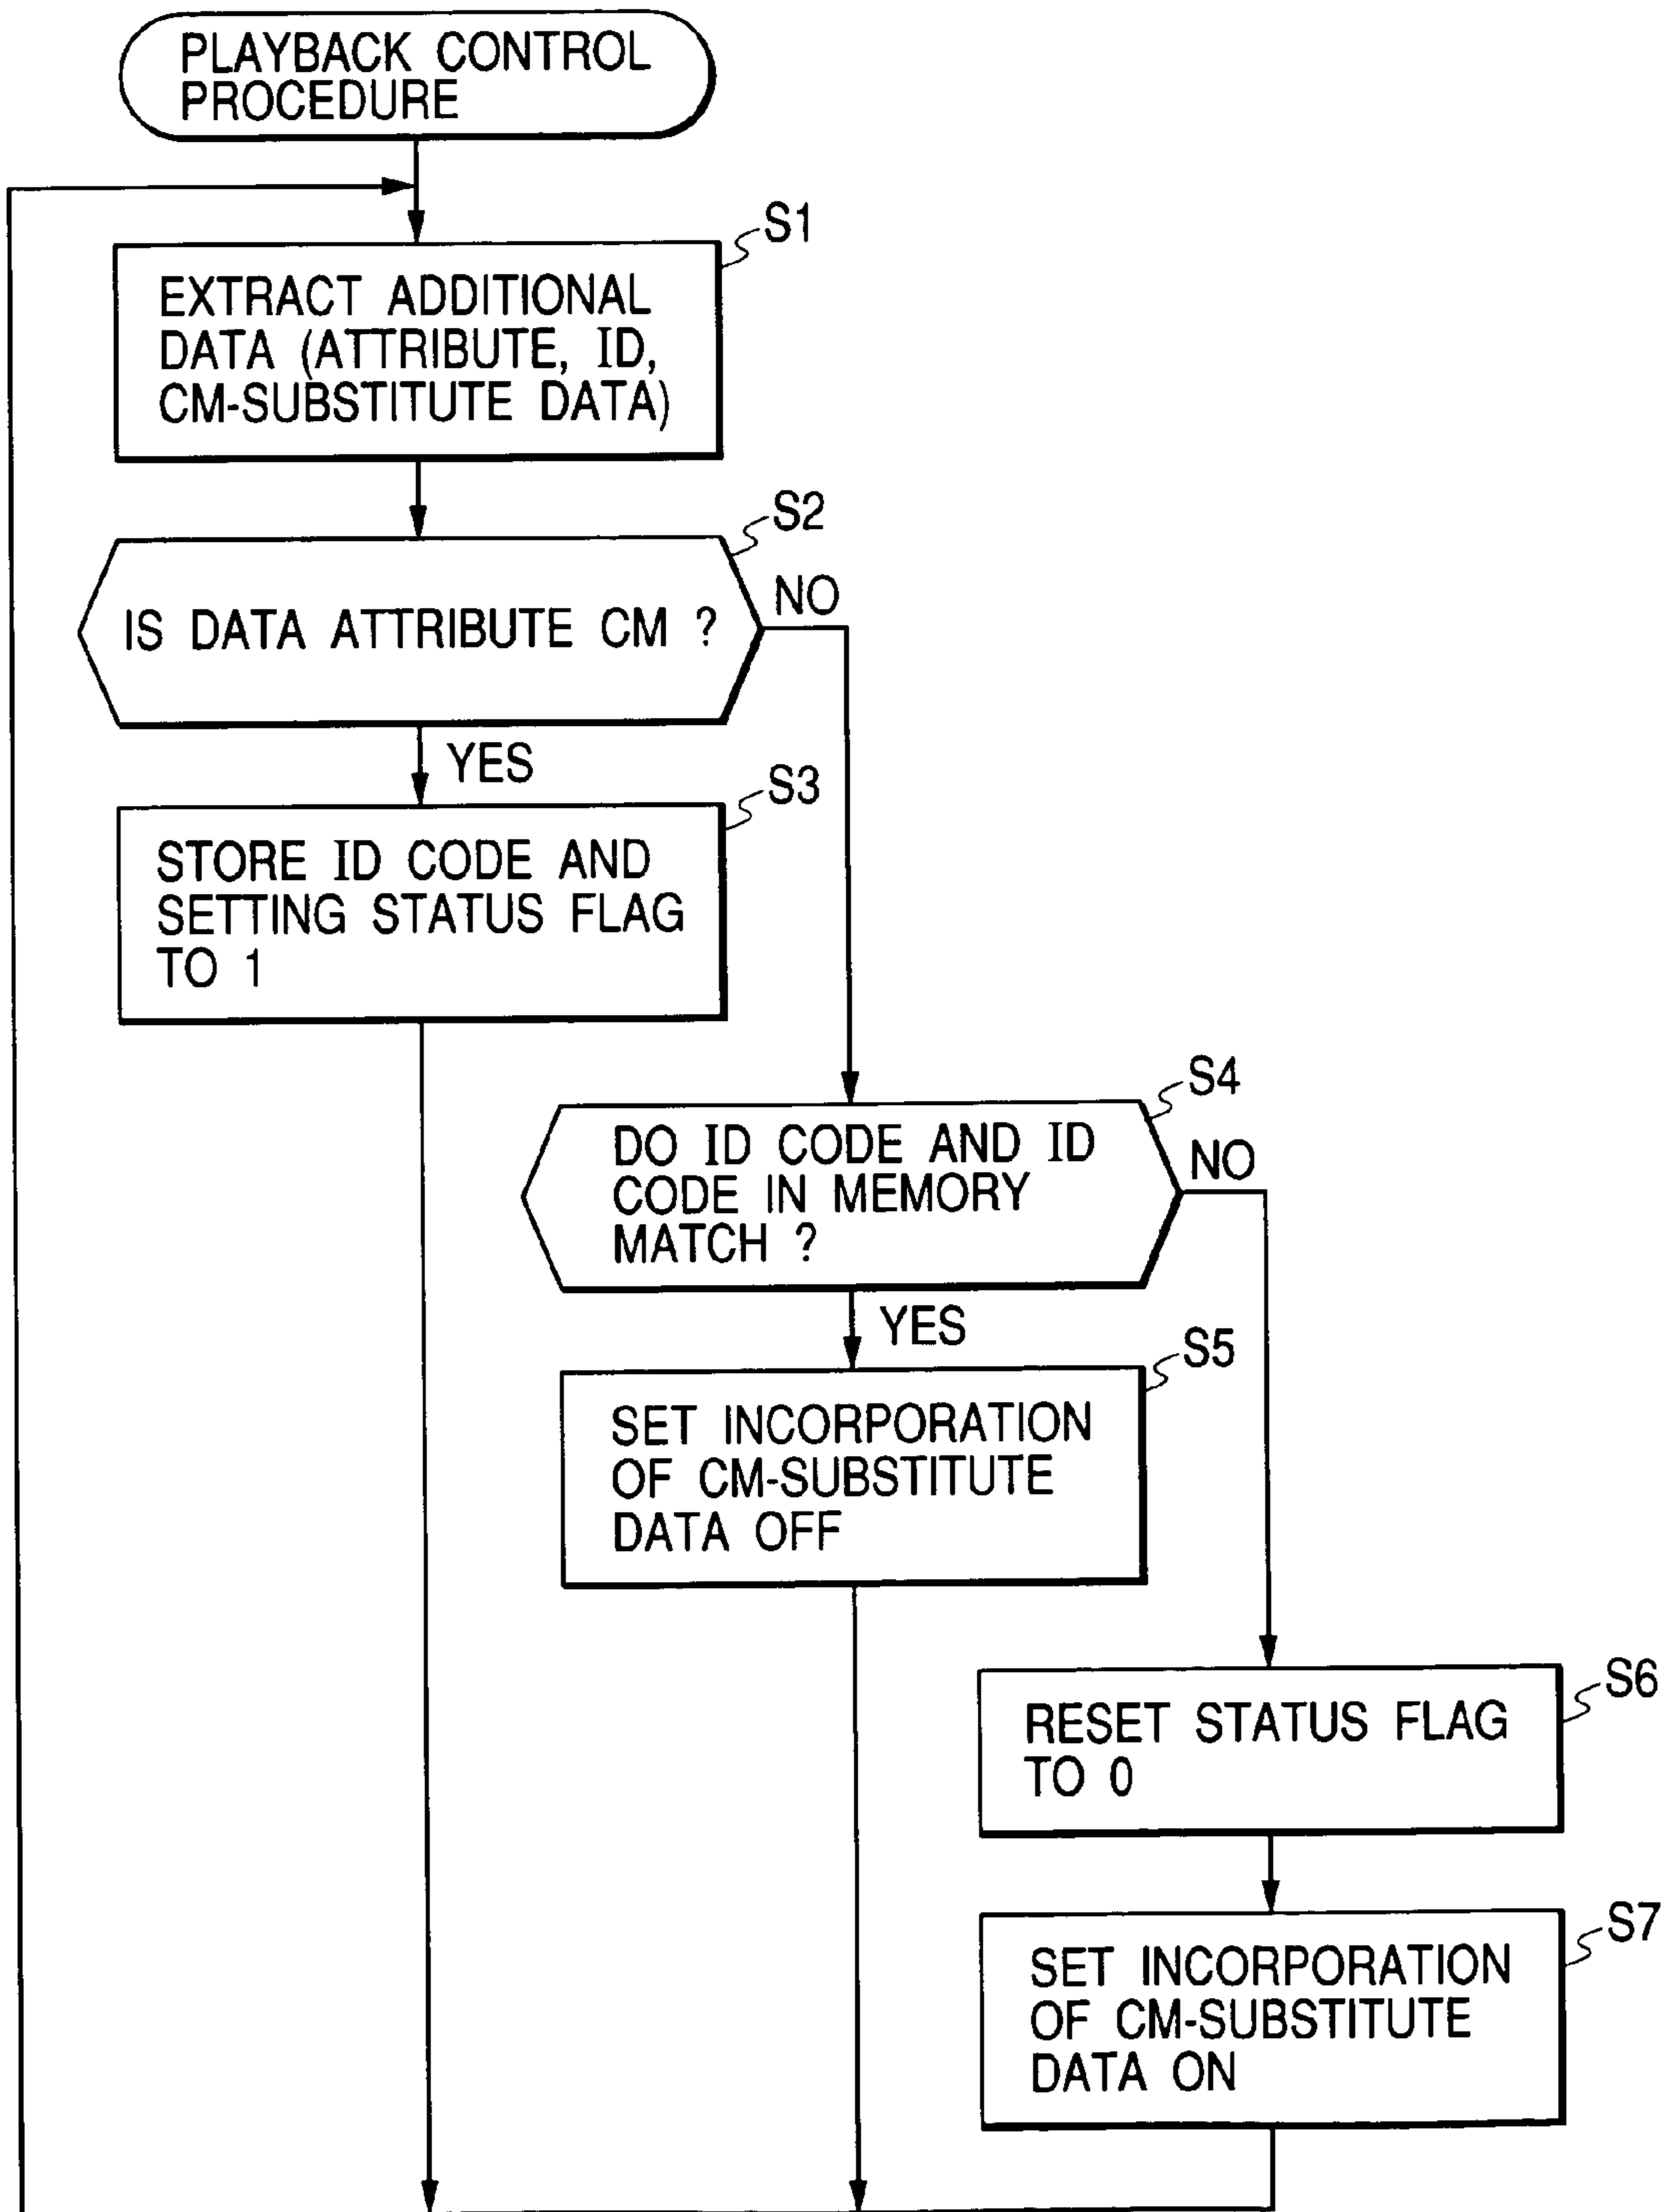 PLAYBACK CONTROL
PROCEDURE
S1
EXTRACT ADDITIONAL
DATA (ATTRIBUTE, ID,
CM-SUBSTITUTE DATA)
S2
IS DATA ATTRIBUTE CM ?
NO
YES
S3
STORE ID CODE AND
SETTING STATUS FLAG
TO 1
S4
DO ID CODE AND ID
CODE IN MEMORY
MATCH ?
NO
YES
S5
SET INCORPORATION
OF CM-SUBSTITUTE
DATA OFF
S6
RESET STATUS FLAG
TO 0
S7
SET INCORPORATION
OF CM-SUBSTITUTE
DATA ON